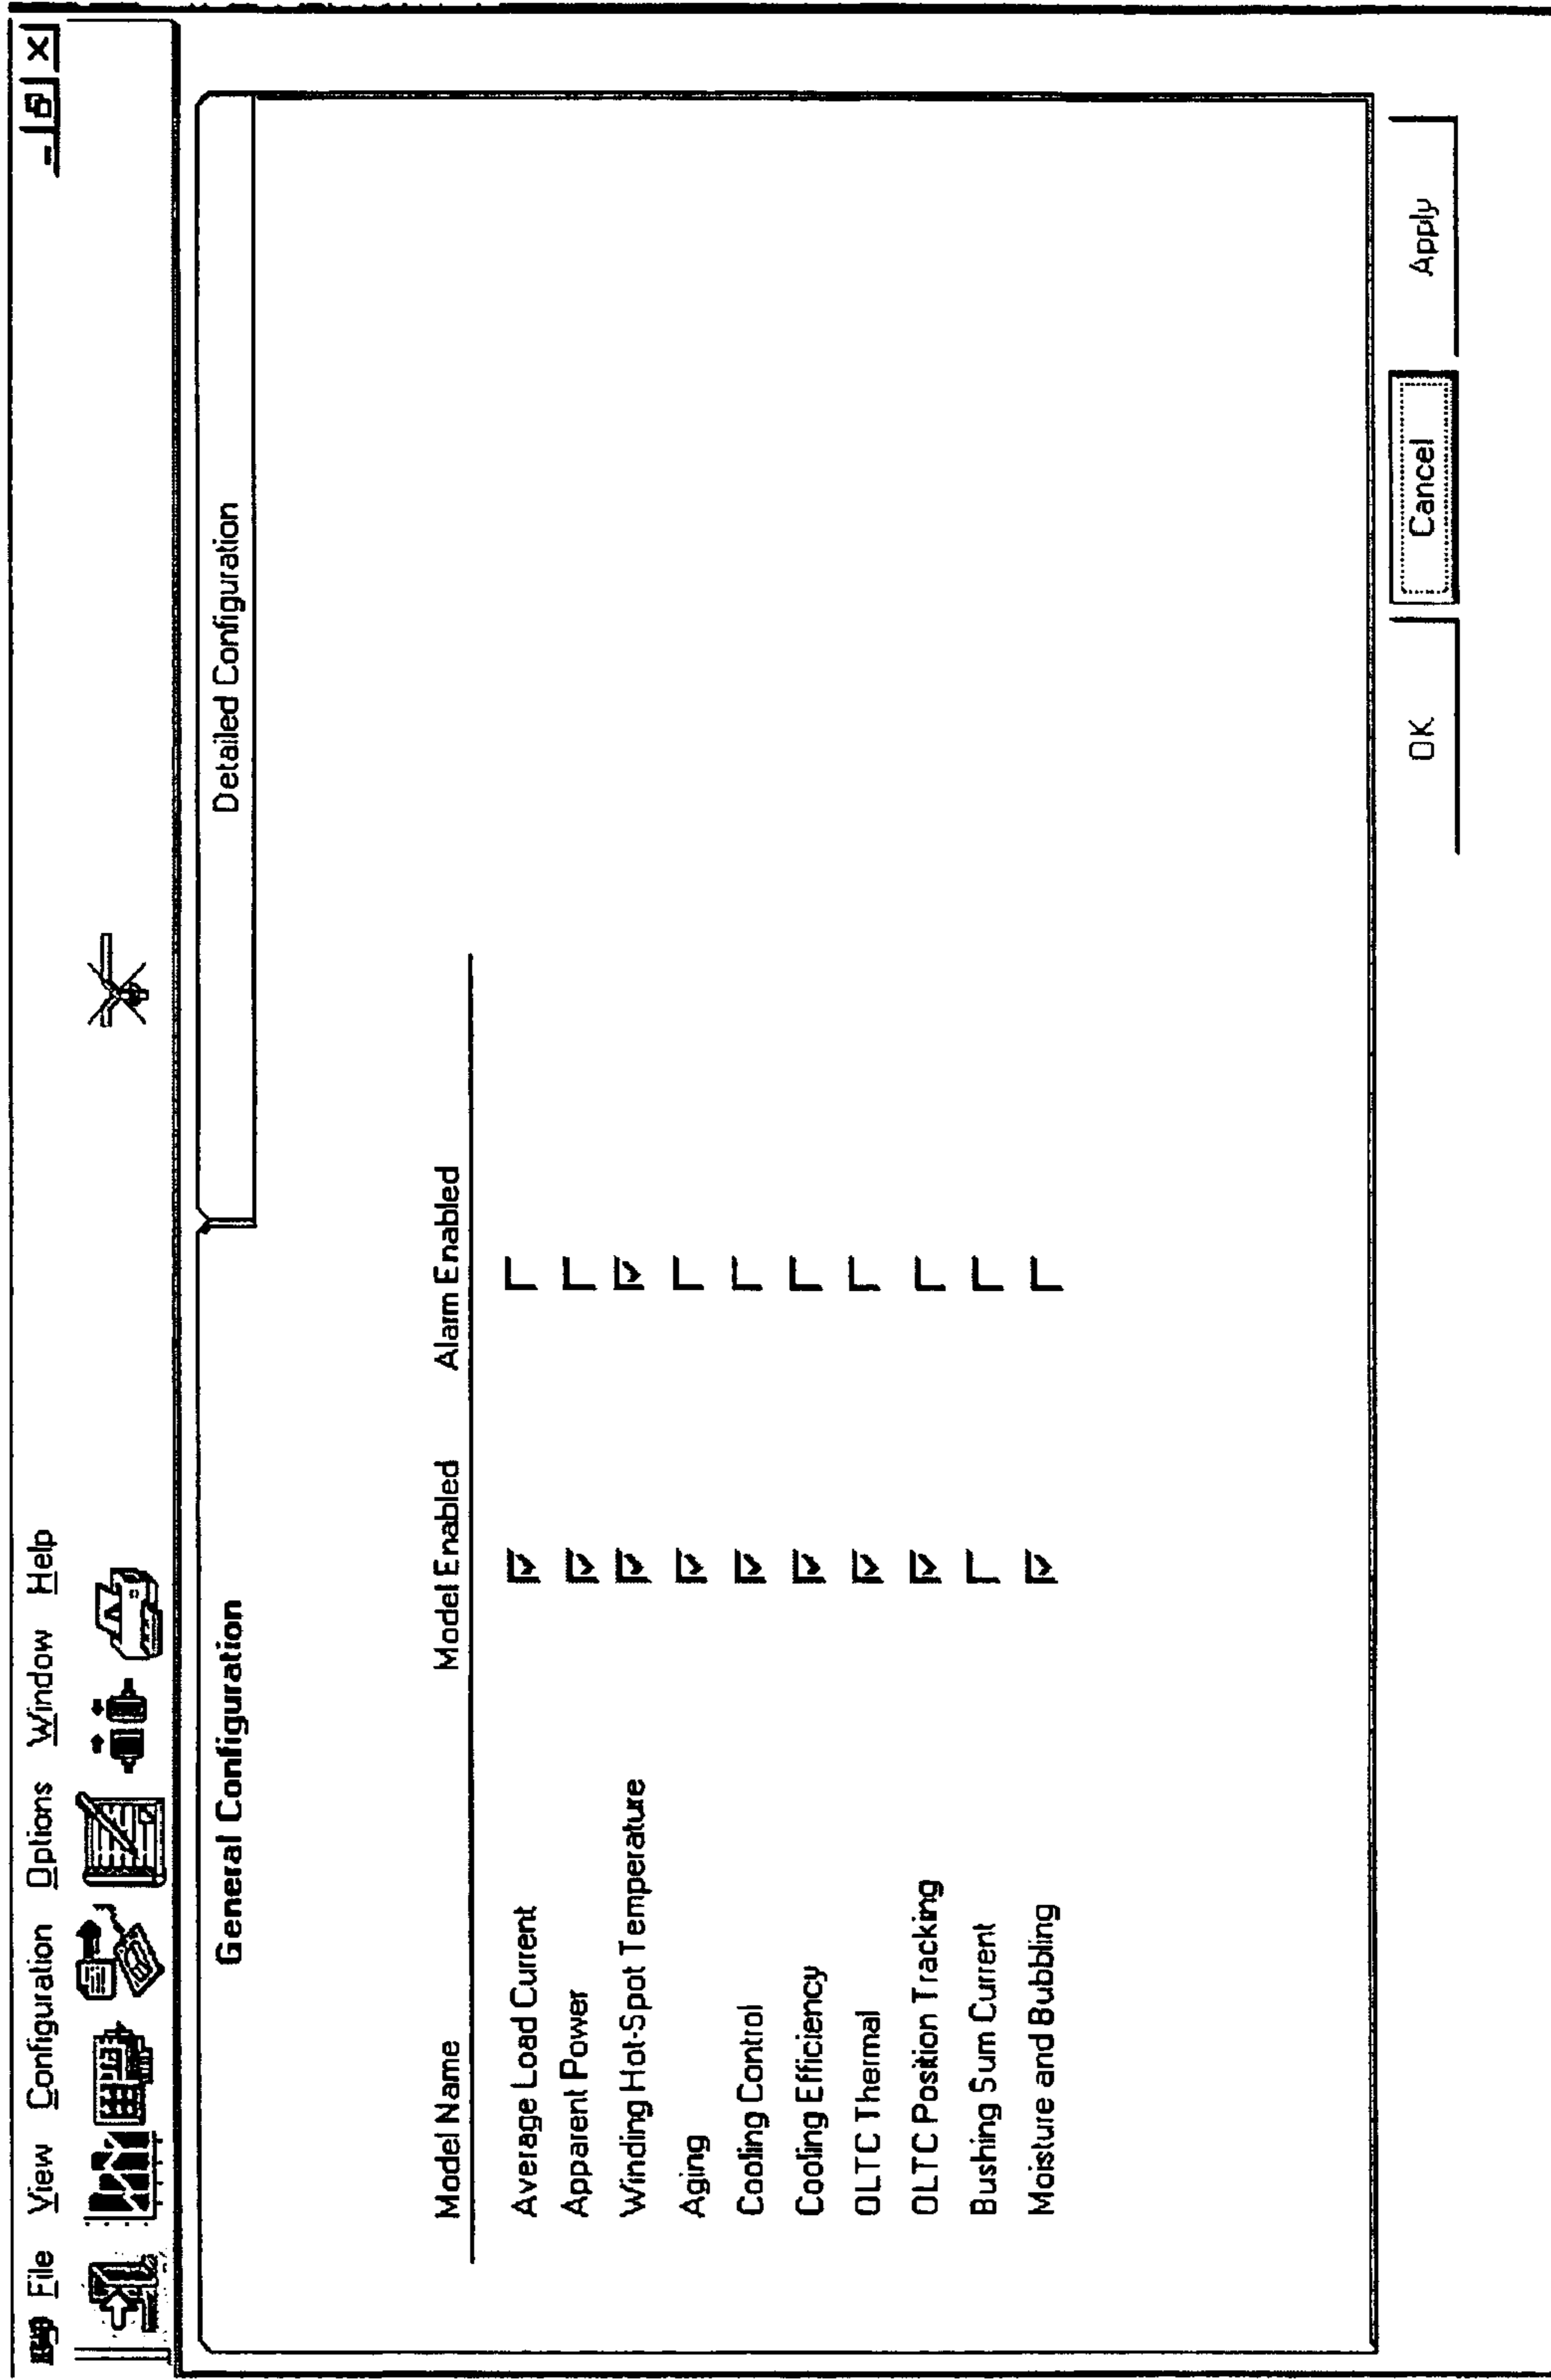 File View Configuration Options Window Help
General Configuration Detailed Configuration
Model Name Model Enabled Alarm Enabled
Average Load Current
Apparent Power
Winding Hot-Spot Temperature
Aging
Cooling Control
Cooling Efficiency
OLTC Thermal
OLTC Position Tracking
Bushing Sum Current
Moisture and Bubbling
OK Cancel Apply